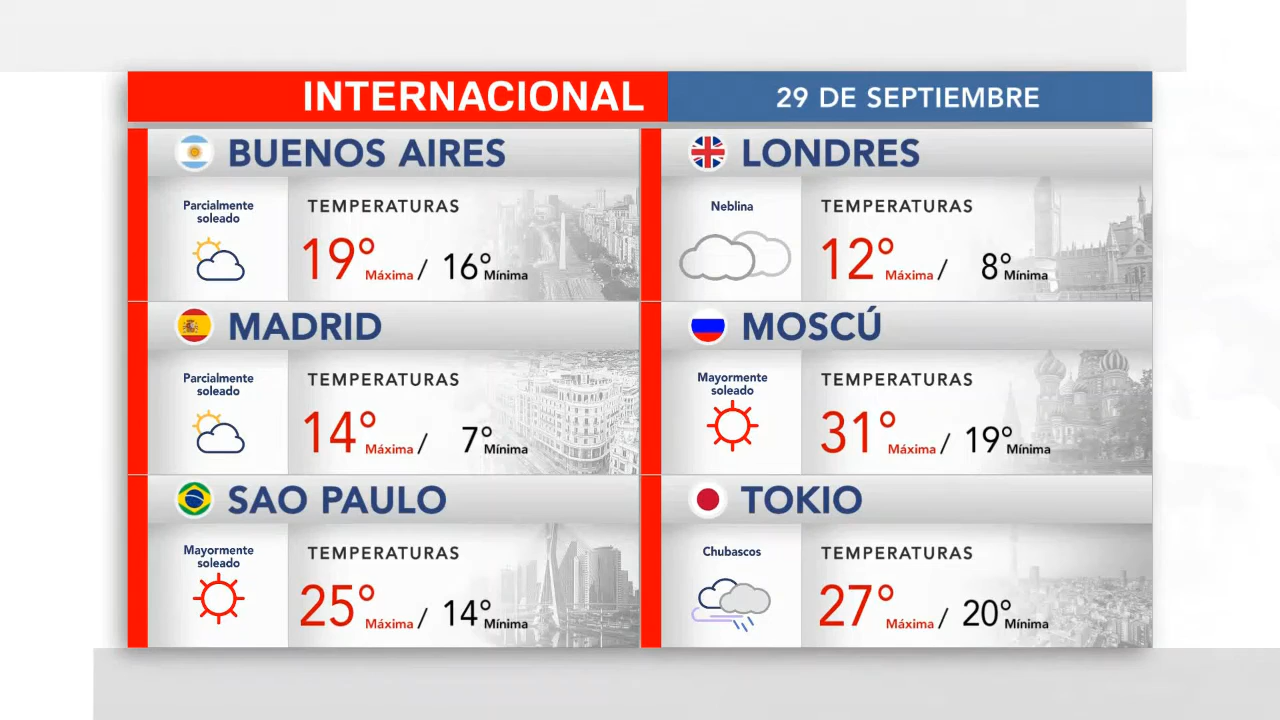 INTERNACIONAL
29 DE SEPTIEMBRE
BUENOS AIRES
Parcialmente
soleado
TEMPERATURAS
19° Máxima / 16° Mínima
LONDRES
Neblina
TEMPERATURAS
12° Máxima / 8° Mínima
MADRID
Parcialmente
soleado
TEMPERATURAS
14° Máxima / 7° Mínima
MOSCÚ
Mayormente
soleado
TEMPERATURAS
31° Máxima / 19° Mínima
SAO PAULO
Mayormente
soleado
TEMPERATURAS
25° Máxima / 14° Mínima
TOKIO
Chubascos
TEMPERATURAS
27° Máxima / 20° Mínima